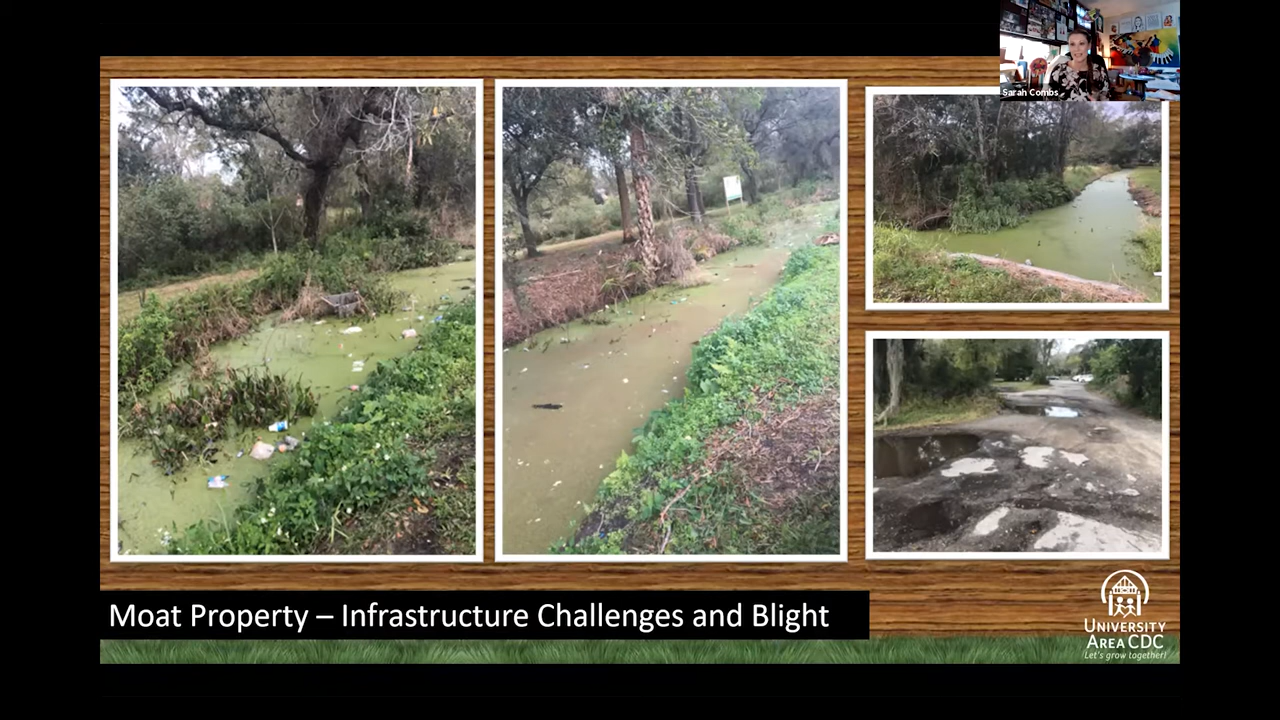 Sarah Combs
Moat Property – Infrastructure Challenges and Blight
UNIVERSITY
AREA CDC
Let's grow together!